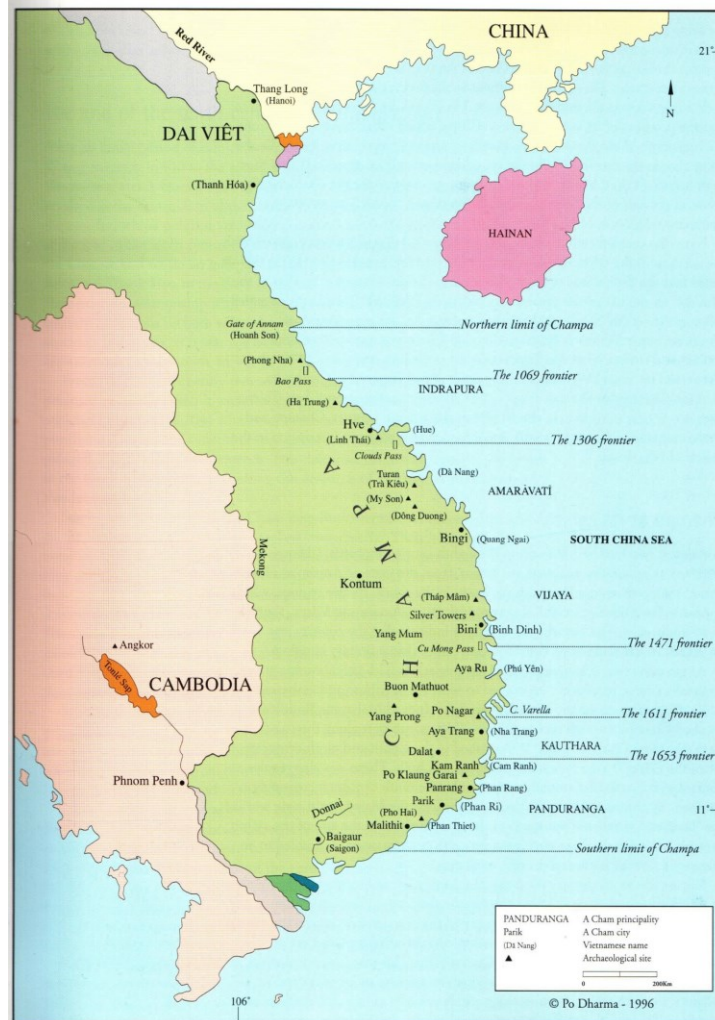 CHINA
21°
Red River
N
Thang Long
(Hanoi)
DAI VIÊT
(Thanh Hóa)
HAINAN
Gate of Annam
(Hoanh Son)
Northern limit of Champa
(Phong Nha)
Bao Pass
The 1069 frontier
INDRAPURA
(Ha Trung)
Hve
(Hue)
(Linh Thái)
The 1306 frontier
Clouds Pass
Turan
(Dà Nang)
(Trà Kiêu)
AMARÀVATÍ
(My Son)
(Dông Duong)
Bingi
(Quang Ngai)
SOUTH CHINA SEA
Mekong
Kontum
(Tháp Mâm)
VIJAYA
Silver Towers
Bini
(Binh Dinh)
Yang Mum
Cu Mong Pass
The 1471 frontier
Angkor
Aya Ru
(Phú Yên)
Tonlé Sap
CAMBODIA
Buon Mathuot
CHAMPA
Yang Prong
Po Nagar
C. Varella
The 1611 frontier
Aya Trang
(Nha Trang)
KAUTHARA
Dalat
The 1653 frontier
Kam Ranh
(Cam Ranh)
Po Klaung Garai
Phnom Penh
Panrang
(Phan Rang)
Parik
(Phan Ri)
PANDURANGA
11°
Donnai
(Pho Hai)
Malithit
(Phan Thiet)
Baigaur
(Saigon)
Southern limit of Champa
PANDURANGA A Cham principality
Parik A Cham city
(Dà Nang) Vietnamese name
Archaeological site
0 200Km
106°
© Po Dharma - 1996